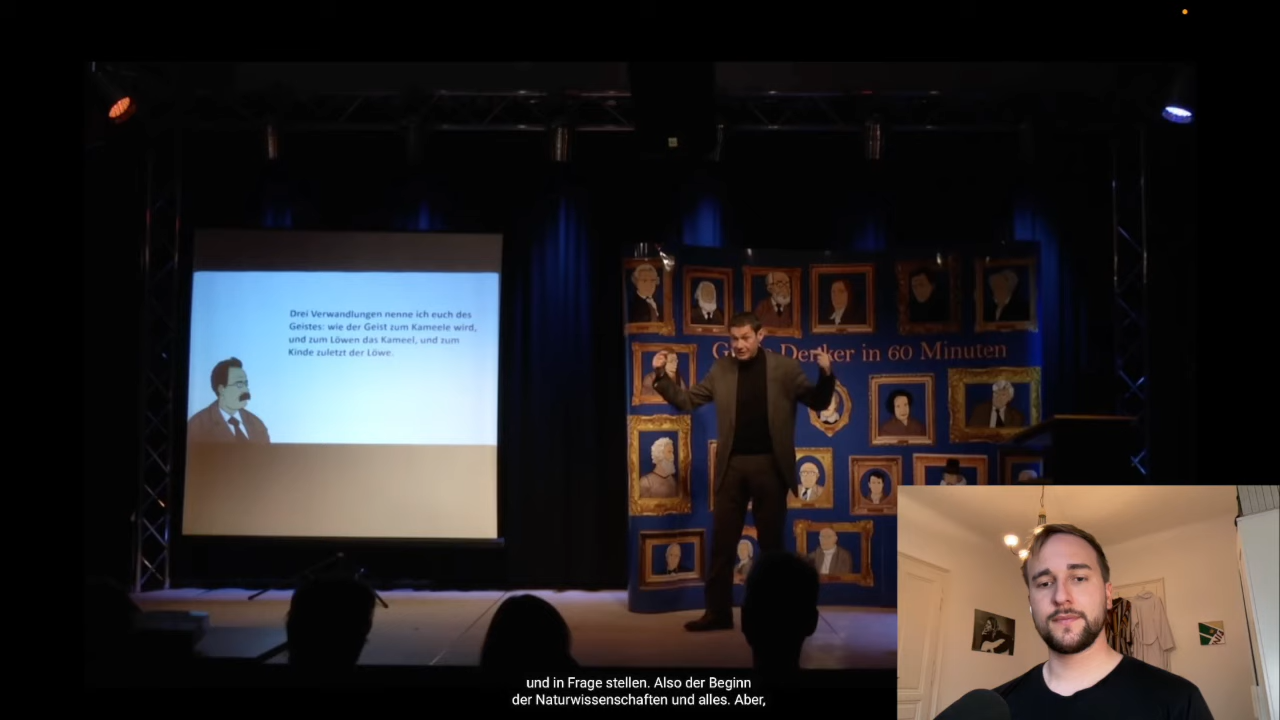 Drei Verwandlungen nenne ich euch des
Geistes: wie der Geist zum Kameele wird,
und zum Löwen das Kameel, und zum
Kinde zuletzt der Löwe.
Denker in 60 Minuten
und in Frage stellen. Also der Beginn
der Naturwissenschaften und alles. Aber,